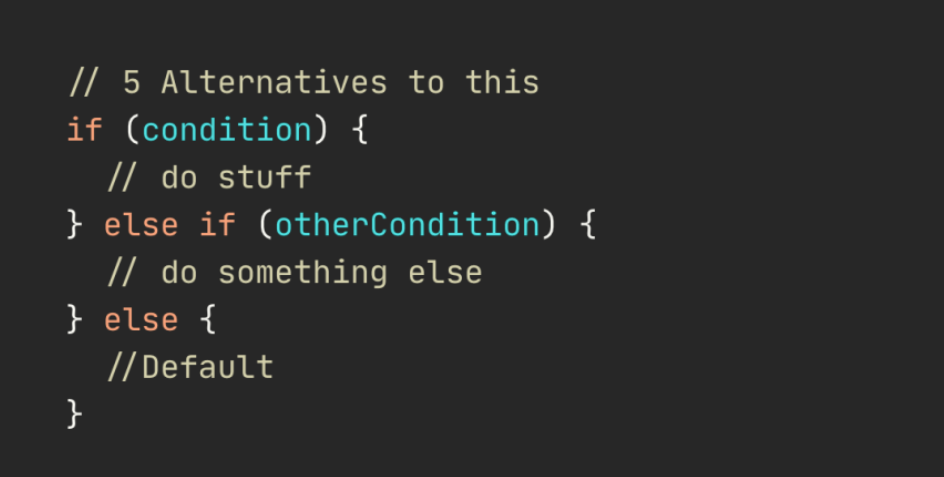 // 5 Alternatives to this
if (condition) {
  // do stuff
} else if (otherCondition) {
  // do something else
} else {
  //Default
}